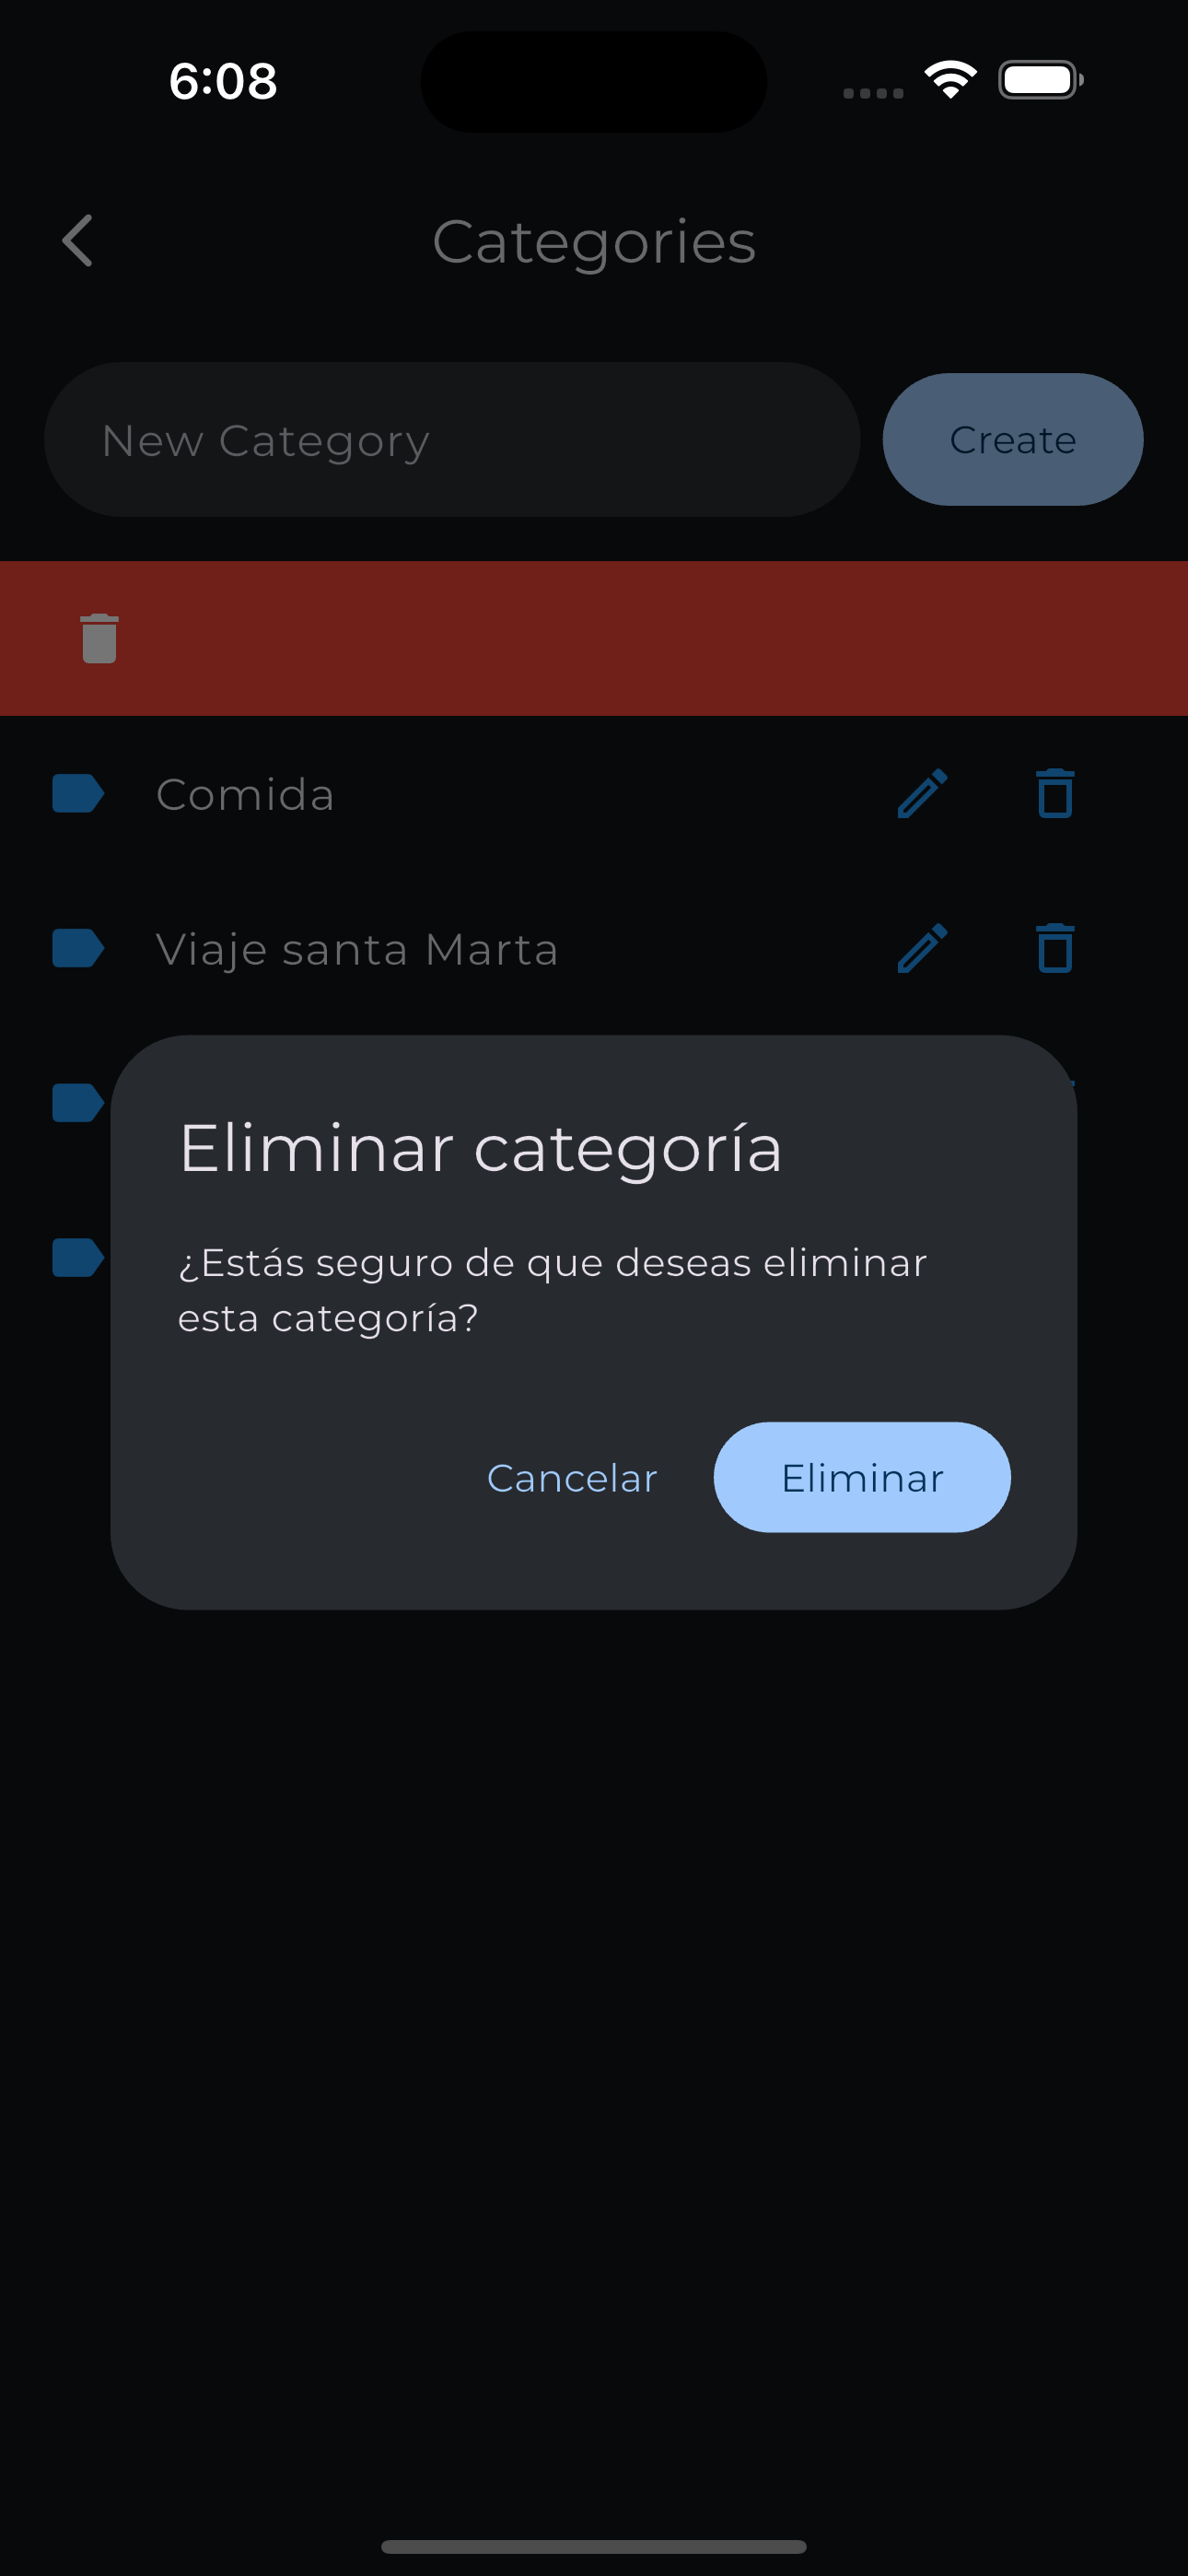 6:08
Categories
New Category
Create
Comida
Viaje santa Marta
Eliminar categoría
¿Estás seguro de que deseas eliminar
esta categoría?
Cancelar
Eliminar